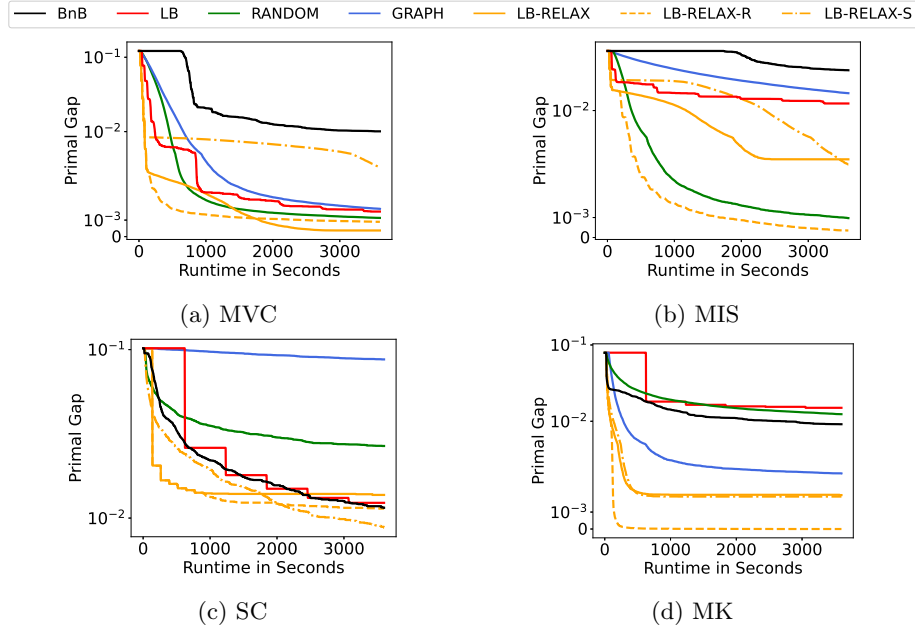 BnB LB RANDOM GRAPH LB-RELAX LB-RELAX-R LB-RELAX-S
Primal Gap
10⁻¹
10⁻²
10⁻³
0
0 1000 2000 3000
Runtime in Seconds
(a) MVC
Primal Gap
10⁻²
10⁻³
0
0 1000 2000 3000
Runtime in Seconds
(b) MIS
Primal Gap
10⁻¹
10⁻²
0 1000 2000 3000
Runtime in Seconds
(c) SC
Primal Gap
10⁻¹
10⁻²
10⁻³
0
0 1000 2000 3000
Runtime in Seconds
(d) MK